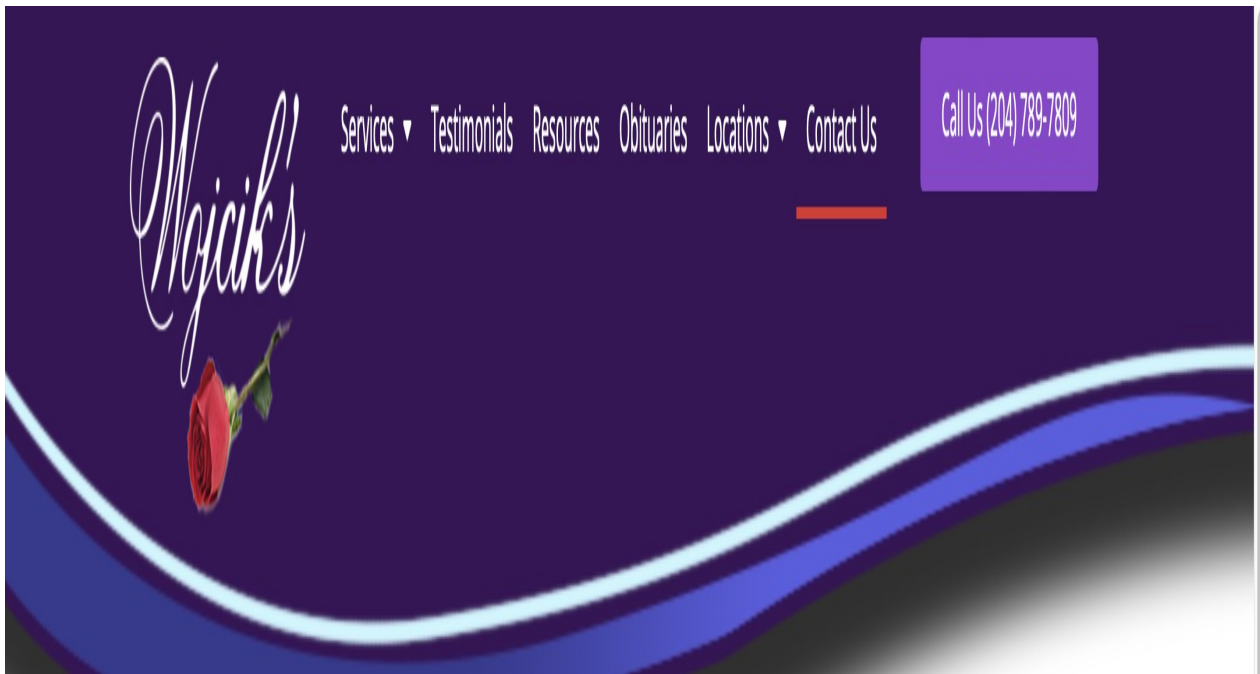 Wojcik's
Services ▼ Testimonials Resources Obituaries Locations ▼ Contact Us
Call Us (204) 789-7809